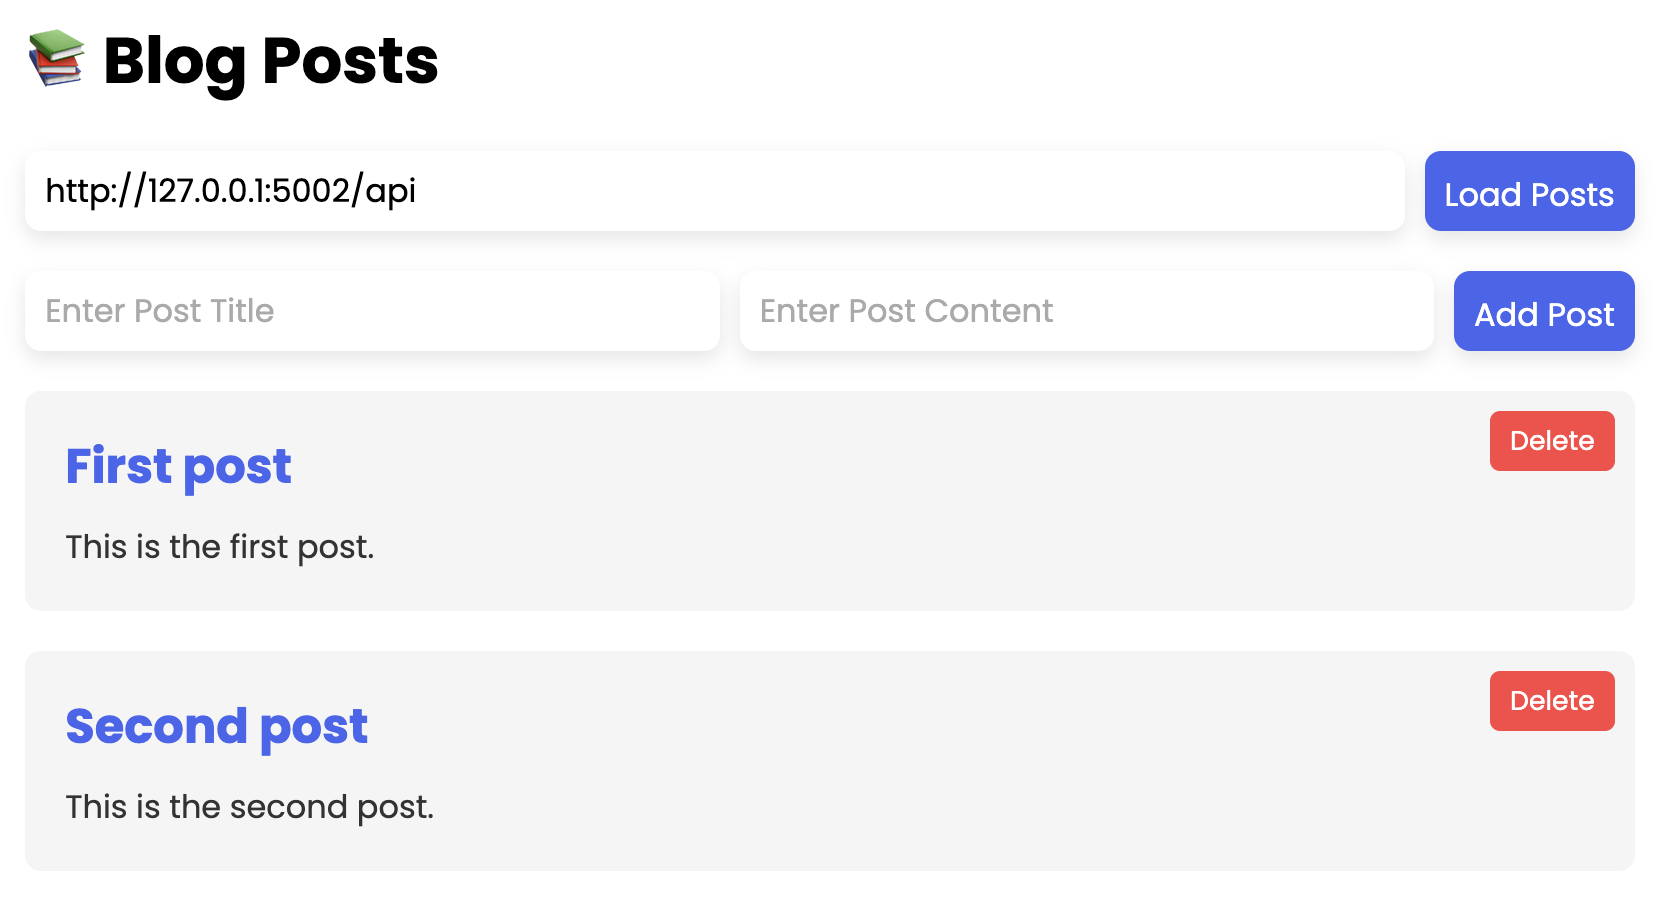 📚 Blog Posts
http://127.0.0.1:5002/api
Load Posts
Enter Post Title
Enter Post Content
Add Post
First post
Delete
This is the first post.
Second post
Delete
This is the second post.